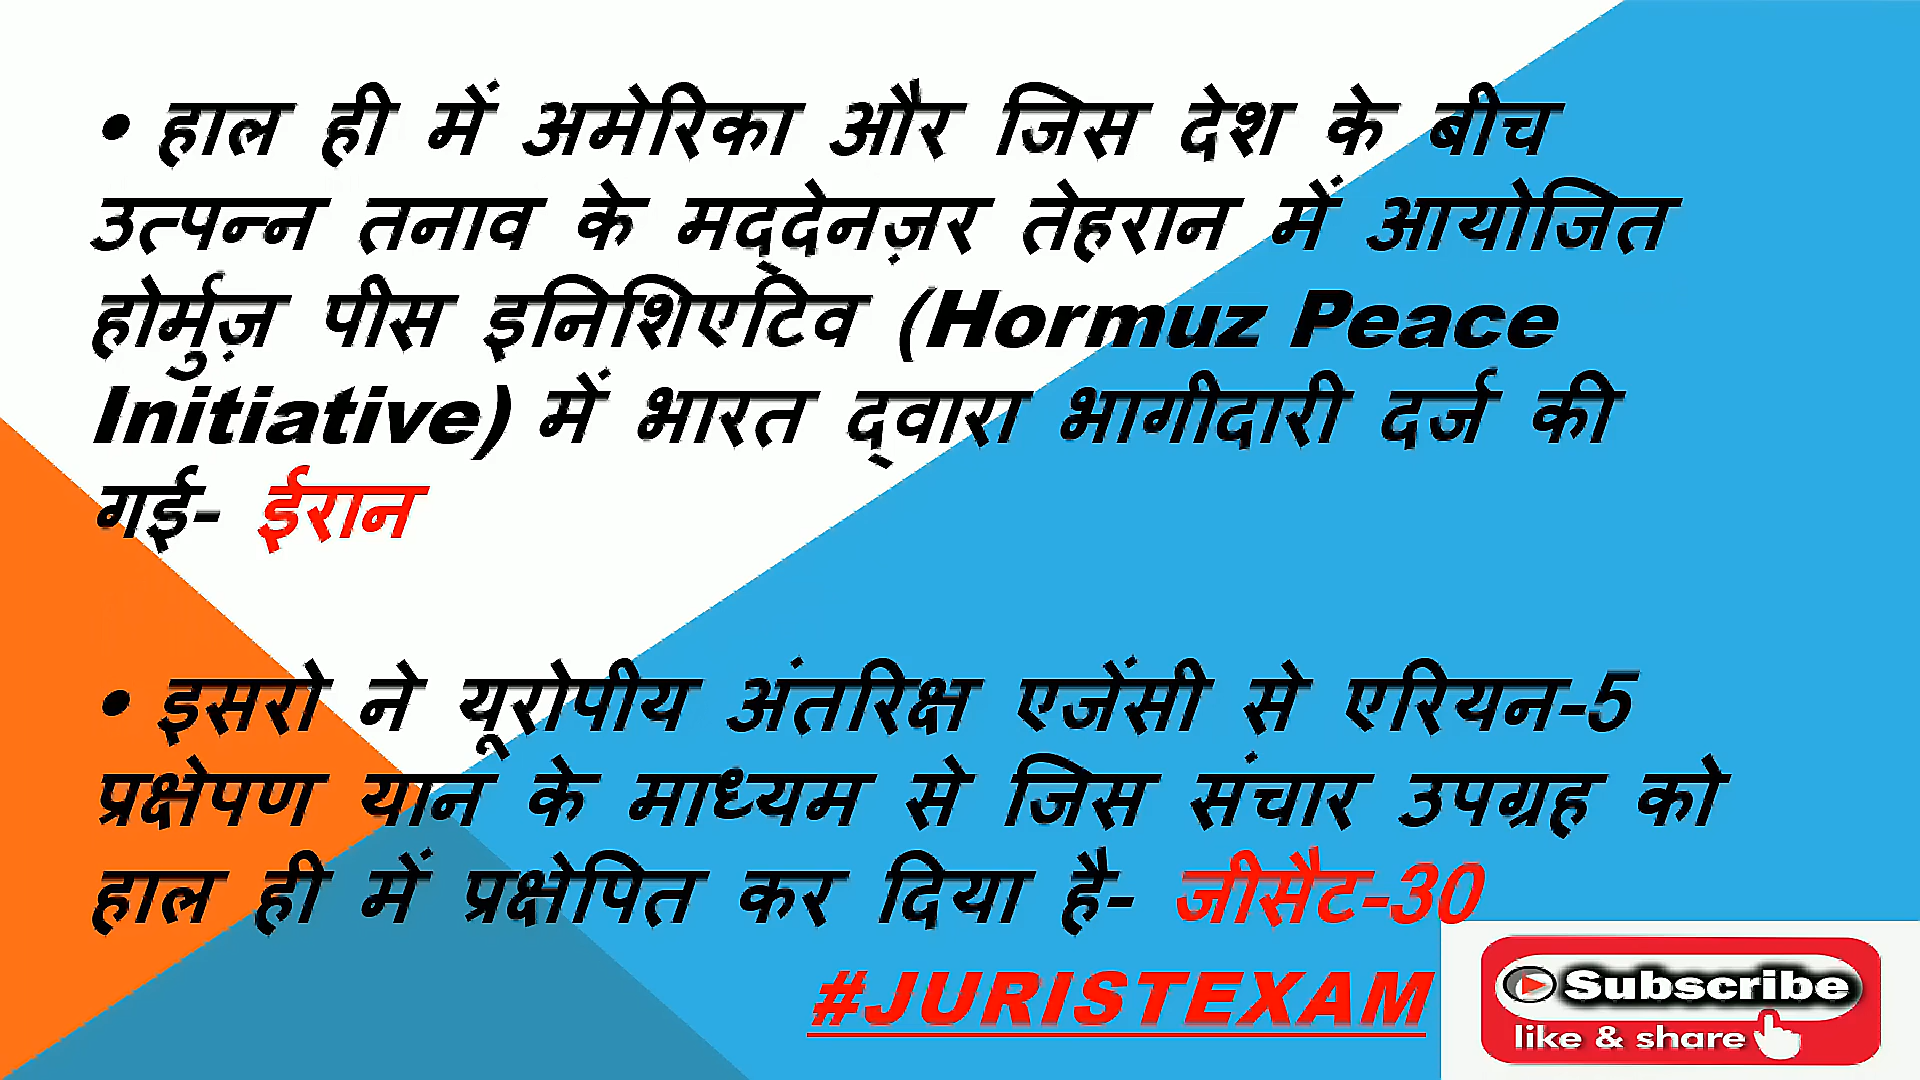 • हाल ही में अमेरिका और जिस देश के बीच
उत्पन्न तनाव के मद्देनज़र तेहरान में आयोजित
होर्मुज़ पीस इनिशिएटिव (Hormuz Peace
Initiative) में भारत द्वारा भागीदारी दर्ज की
गई- ईरान
• इसरो ने यूरोपीय अंतरिक्ष एजेंसी से एरियन-5
प्रक्षेपण यान के माध्यम से जिस संचार उपग्रह को
हाल ही में प्रक्षेपित कर दिया है- जीसैट-30
#JURISTEXAM
Subscribe
like & share